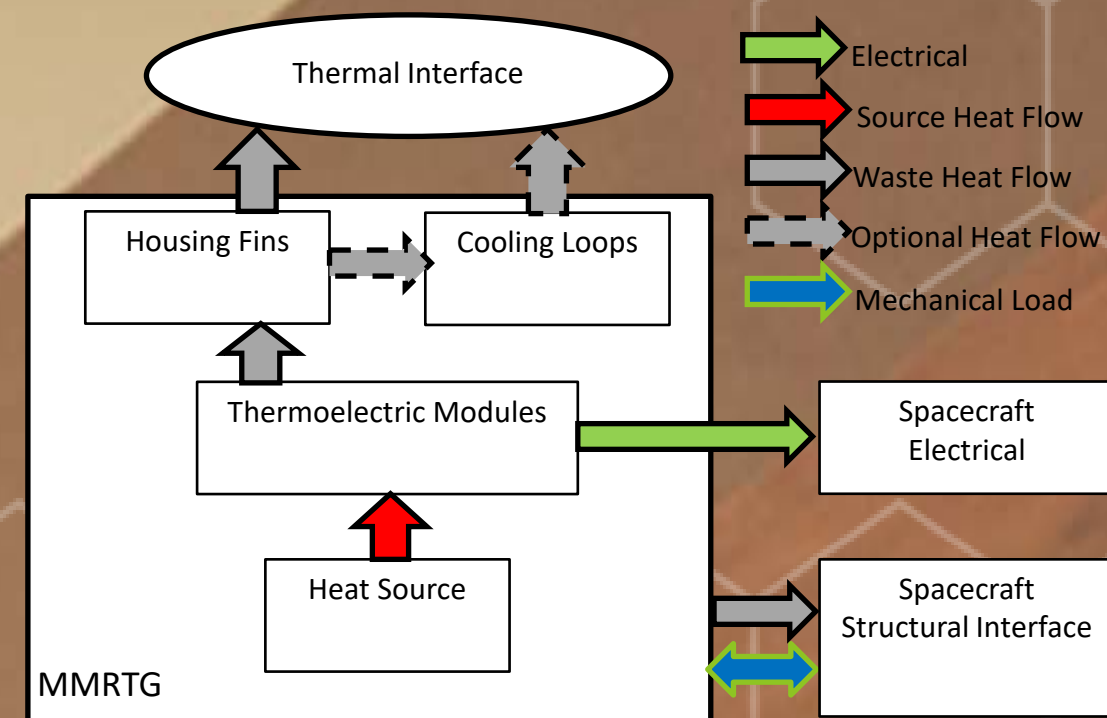 Thermal Interface
Electrical
Source Heat Flow
Waste Heat Flow
Optional Heat Flow
Mechanical Load
Housing Fins
Cooling Loops
Thermoelectric Modules
Spacecraft
Electrical
Heat Source
Spacecraft
Structural Interface
MMRTG